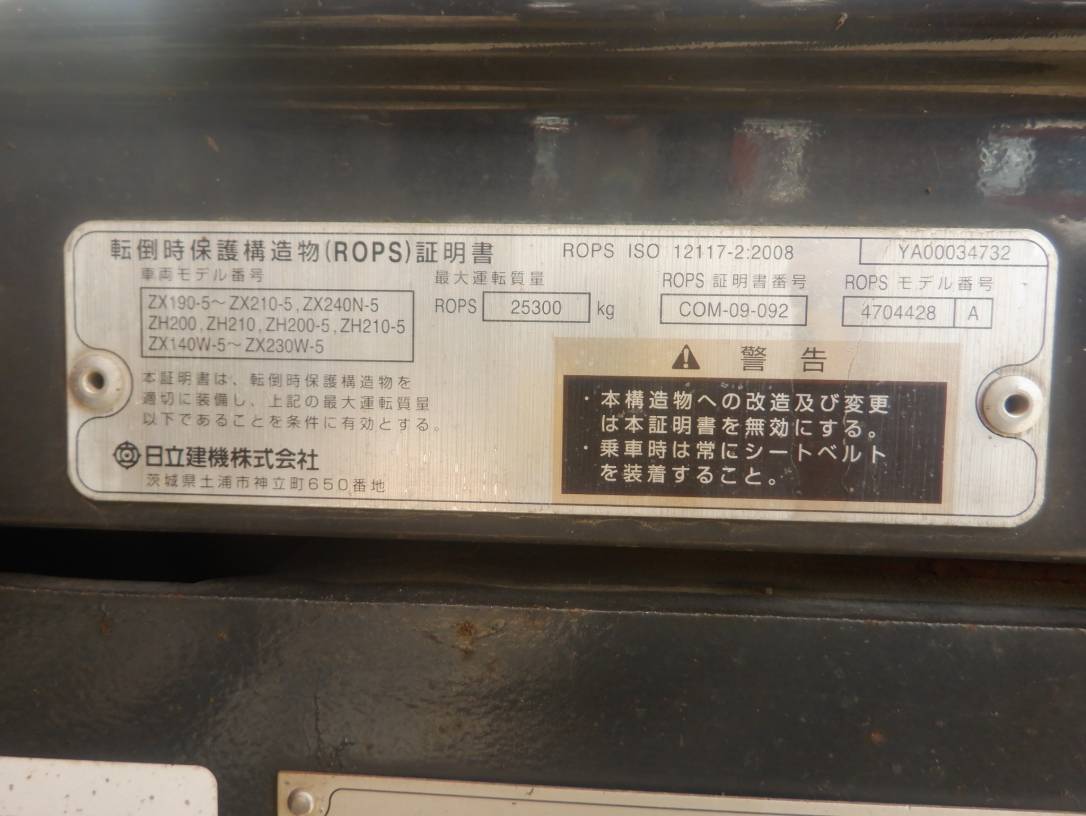 転倒時保護構造物(ROPS)証明書 ROPS ISO 12117-2:2008 YA00034732
車両モデル番号 最大運転質量 ROPS 証明書番号 ROPS モデル番号
ZX190-5～ZX210-5,ZX240N-5 ROPS 25300 kg COM-09-092 4704428 A
ZH200,ZH210,ZH200-5,ZH210-5
ZX140W-5～ZX230W-5
本証明書は、転倒時保護構造物を
適切に装備し、上記の最大運転質量
以下であることを条件に有効とする。
日立建機株式会社
茨城県土浦市神立町650番地
警告
・本構造物への改造及び変更
は本証明書を無効にする。
・乗車時は常にシートベルト
を装着すること。